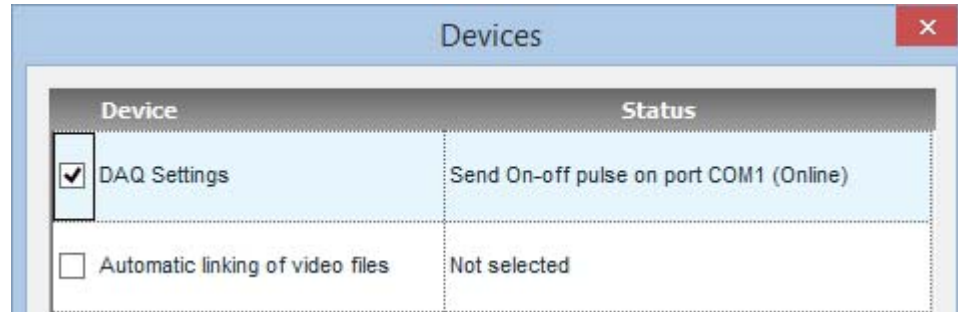 Devices
Device Status
DAQ Settings Send On-off pulse on port COM1 (Online)
Automatic linking of video files Not selected